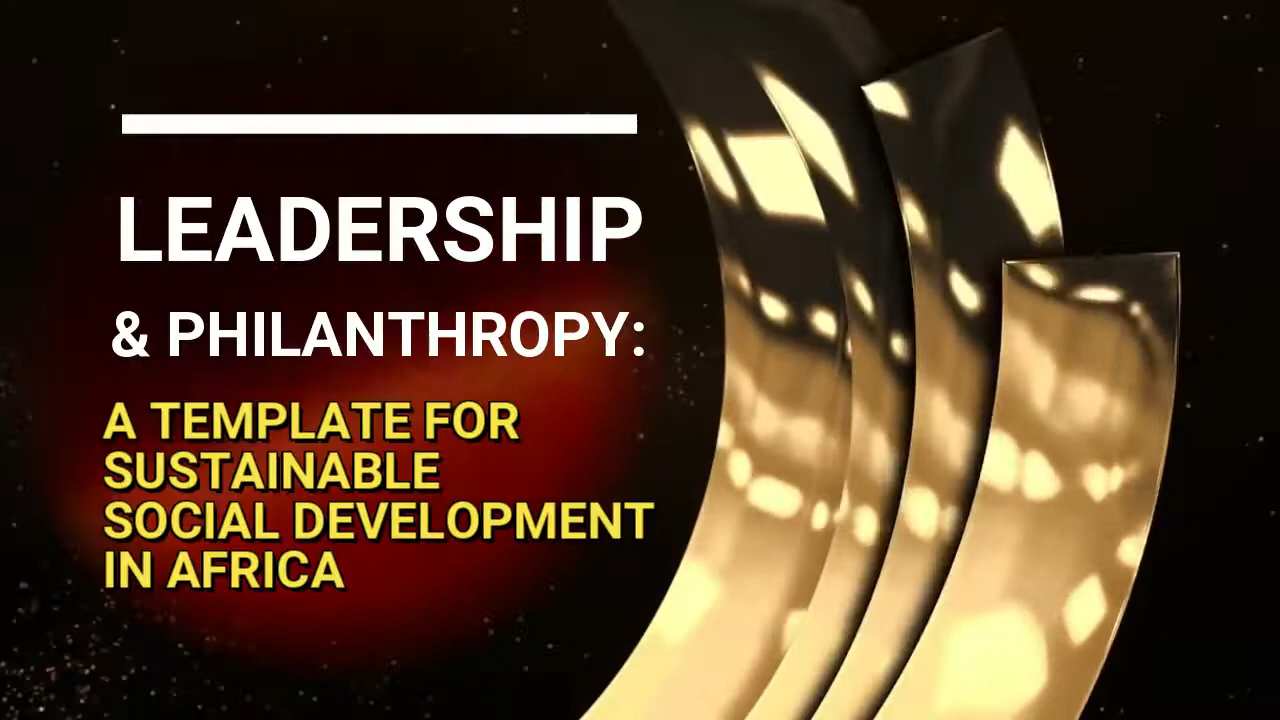 LEADERSHIP
& PHILANTHROPY:
A TEMPLATE FOR
SUSTAINABLE
SOCIAL DEVELOPMENT
IN AFRICA